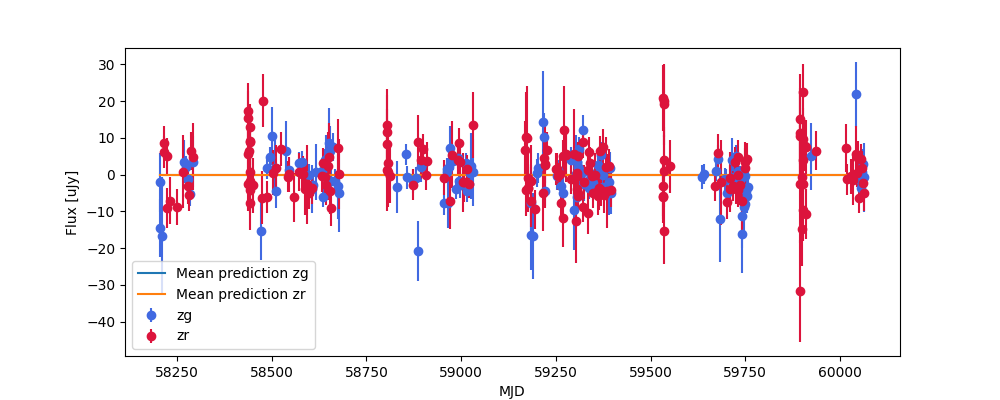 30
20
10
0
−10
−20
−30
−40
Flux [uJy]
58250 58500 58750 59000 59250 59500 59750 60000
MJD
Mean prediction zg
Mean prediction zr
zg
zr